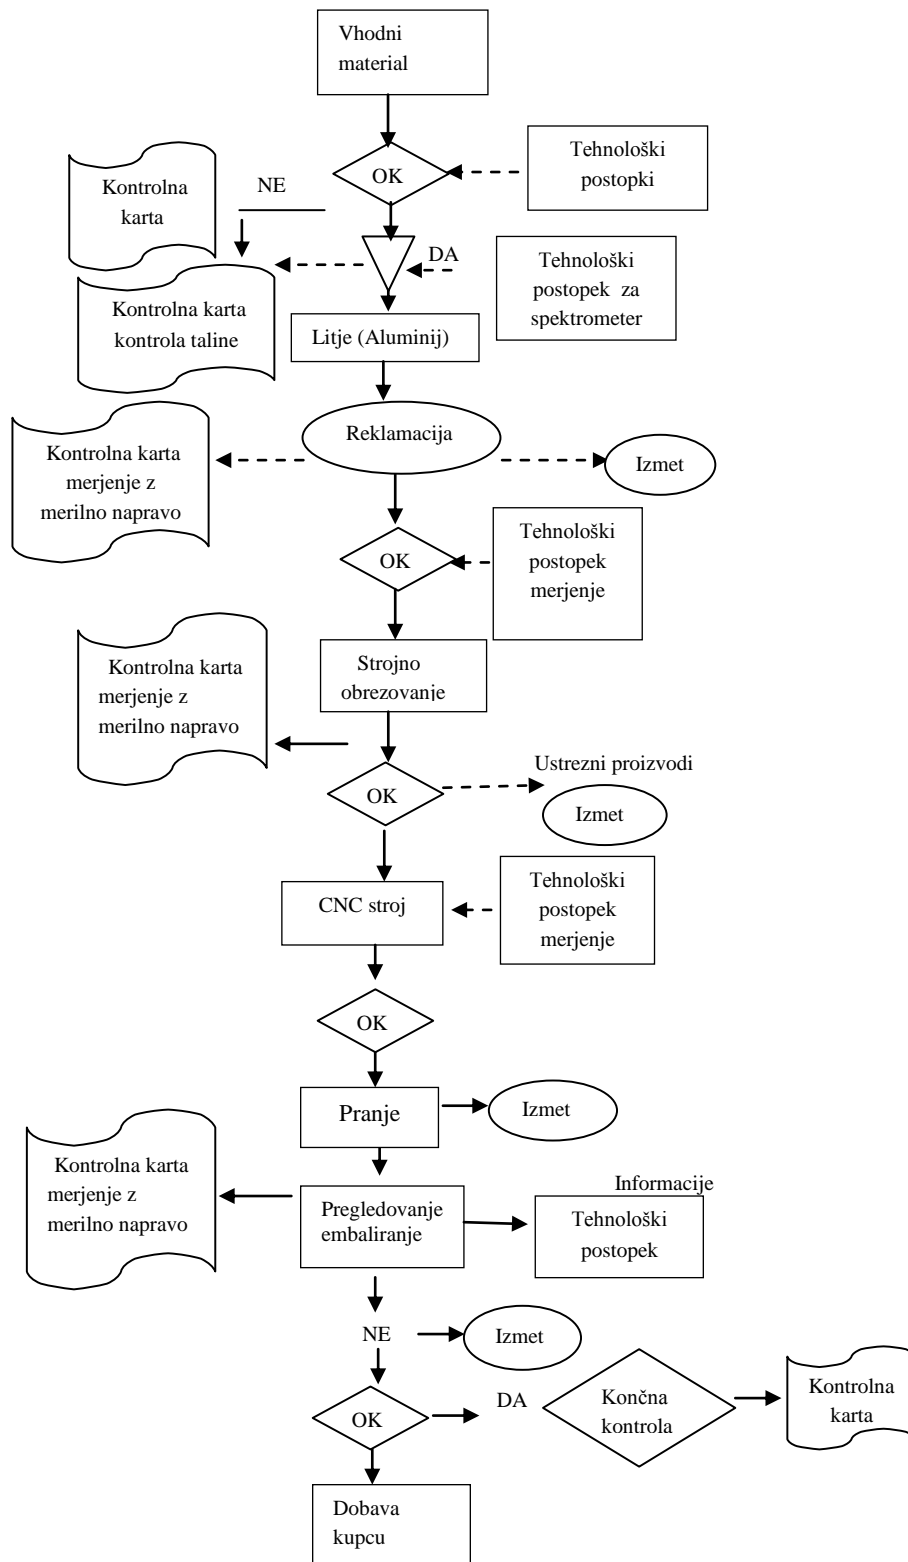 Vhodni
material
Tehnološki
postopki
OK
Kontrolna
karta
NE
DA
Tehnološki
postopek za
spektrometer
Kontrolna karta
kontrola taline
Litje (Aluminij)
Reklamacija
Kontrolna karta
merjenje z
merilno napravo
Izmet
Tehnološki
postopek
merjenje
OK
Strojno
obrezovanje
Kontrolna karta
merjenje z
merilno napravo
Ustrezni proizvodi
OK
Izmet
Tehnološki
postopek
merjenje
CNC stroj
OK
Pranje
Izmet
Kontrolna karta
merjenje z
merilno napravo
Informacije
Pregledovanje
embaliranje
Tehnološki
postopek
NE
Izmet
OK
DA
Končna
kontrola
Kontrolna
karta
Dobava
kupcu